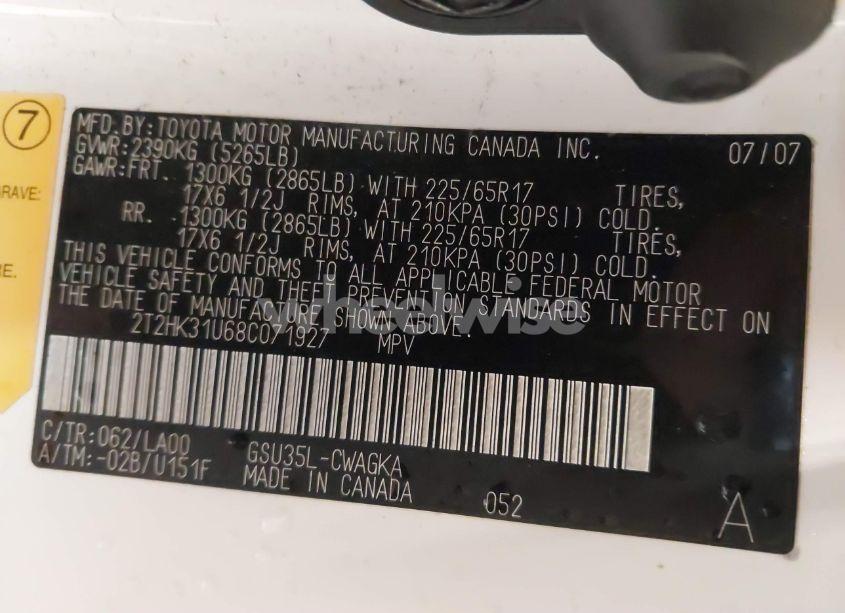 7
RAVE:
RE.
MFD.BY:TOYOTA MOTOR MANUFACTURING CANADA INC. 07/07
GVWR:2390KG (5265LB)
GAWR:FRT. 1300KG (2865LB) WITH 225/65R17 TIRES,
17X6 1/2J RIMS, AT 210KPA (30PSI) COLD.
RR. 1300KG (2865LB) WITH 225/65R17 TIRES,
17X6 1/2J RIMS, AT 210KPA (30PSI) COLD.
THIS VEHICLE CONFORMS TO ALL APPLICABLE FEDERAL MOTOR
VEHICLE SAFETY AND THEFT PREVENTION STANDARDS IN EFFECT ON
THE DATE OF MANUFACTURE SHOWN ABOVE.
2T2HK31U68C071927 MPV
wheelwise
C/TR:062/LA00 GSU35L-CWAGKA
A/TM:-02B/U151F MADE IN CANADA 052 A